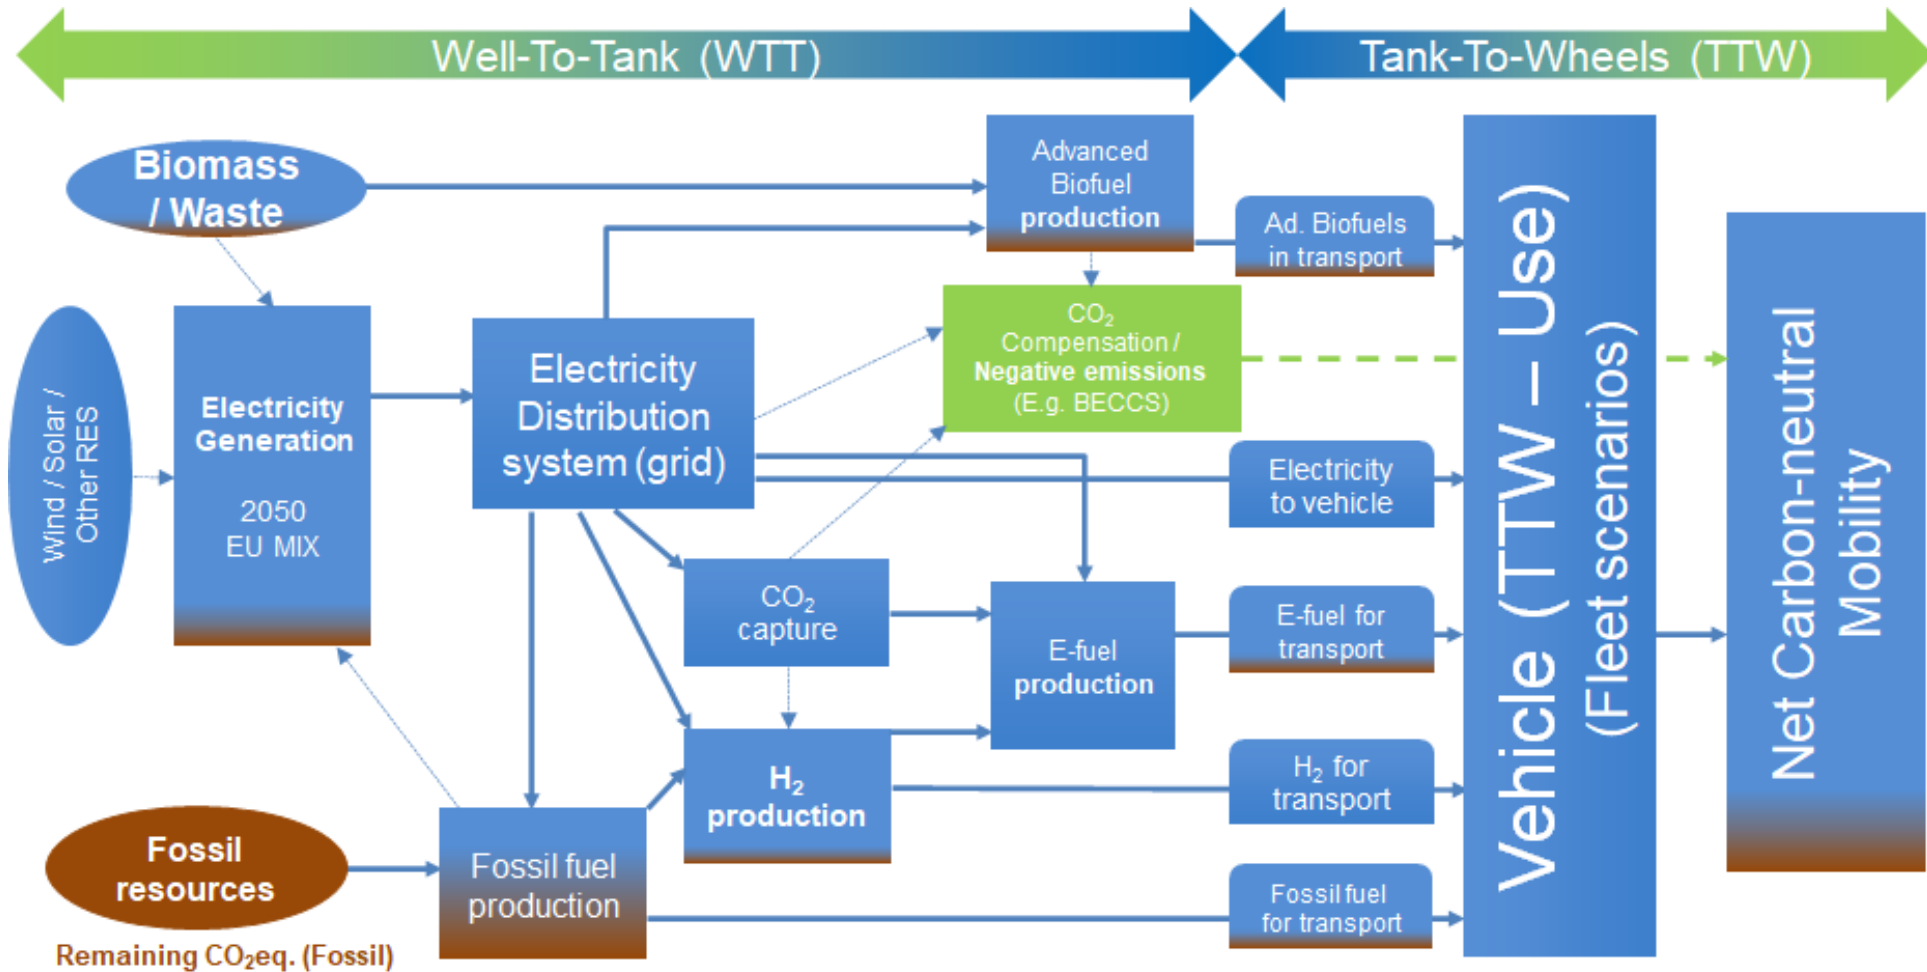 Well-To-Tank (WTT)
Tank-To-Wheels (TTW)
Biomass
/ Waste
Wind / Solar /
Other RES
Electricity
Generation
2050
EU MIX
Fossil
resources
Remaining CO₂eq. (Fossil)
Electricity
Distribution
system (grid)
Fossil fuel
production
CO₂
capture
H₂
production
Advanced
Biofuel
production
CO₂
Compensation /
Negative emissions
(E.g. BECCS)
E-fuel
production
Ad. Biofuels
in transport
Electricity
to vehicle
E-fuel for
transport
H₂ for
transport
Fossil fuel
for transport
Vehicle (TTW – Use)
(Fleet scenarios)
Net Carbon-neutral
Mobility